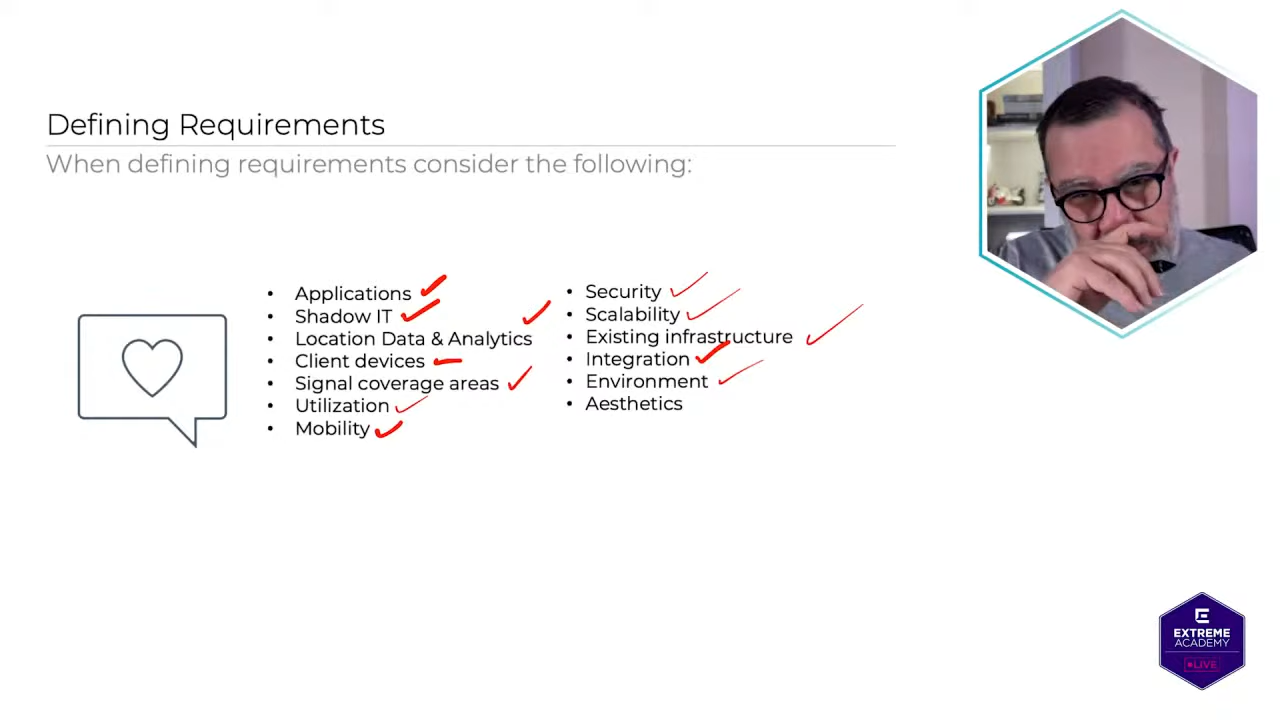 Defining Requirements
When defining requirements consider the following:
• Applications
• Shadow IT
• Location Data & Analytics
• Client devices
• Signal coverage areas
• Utilization
• Mobility
• Security
• Scalability
• Existing infrastructure
• Integration
• Environment
• Aesthetics
EXTREME
ACADEMY
LIVE